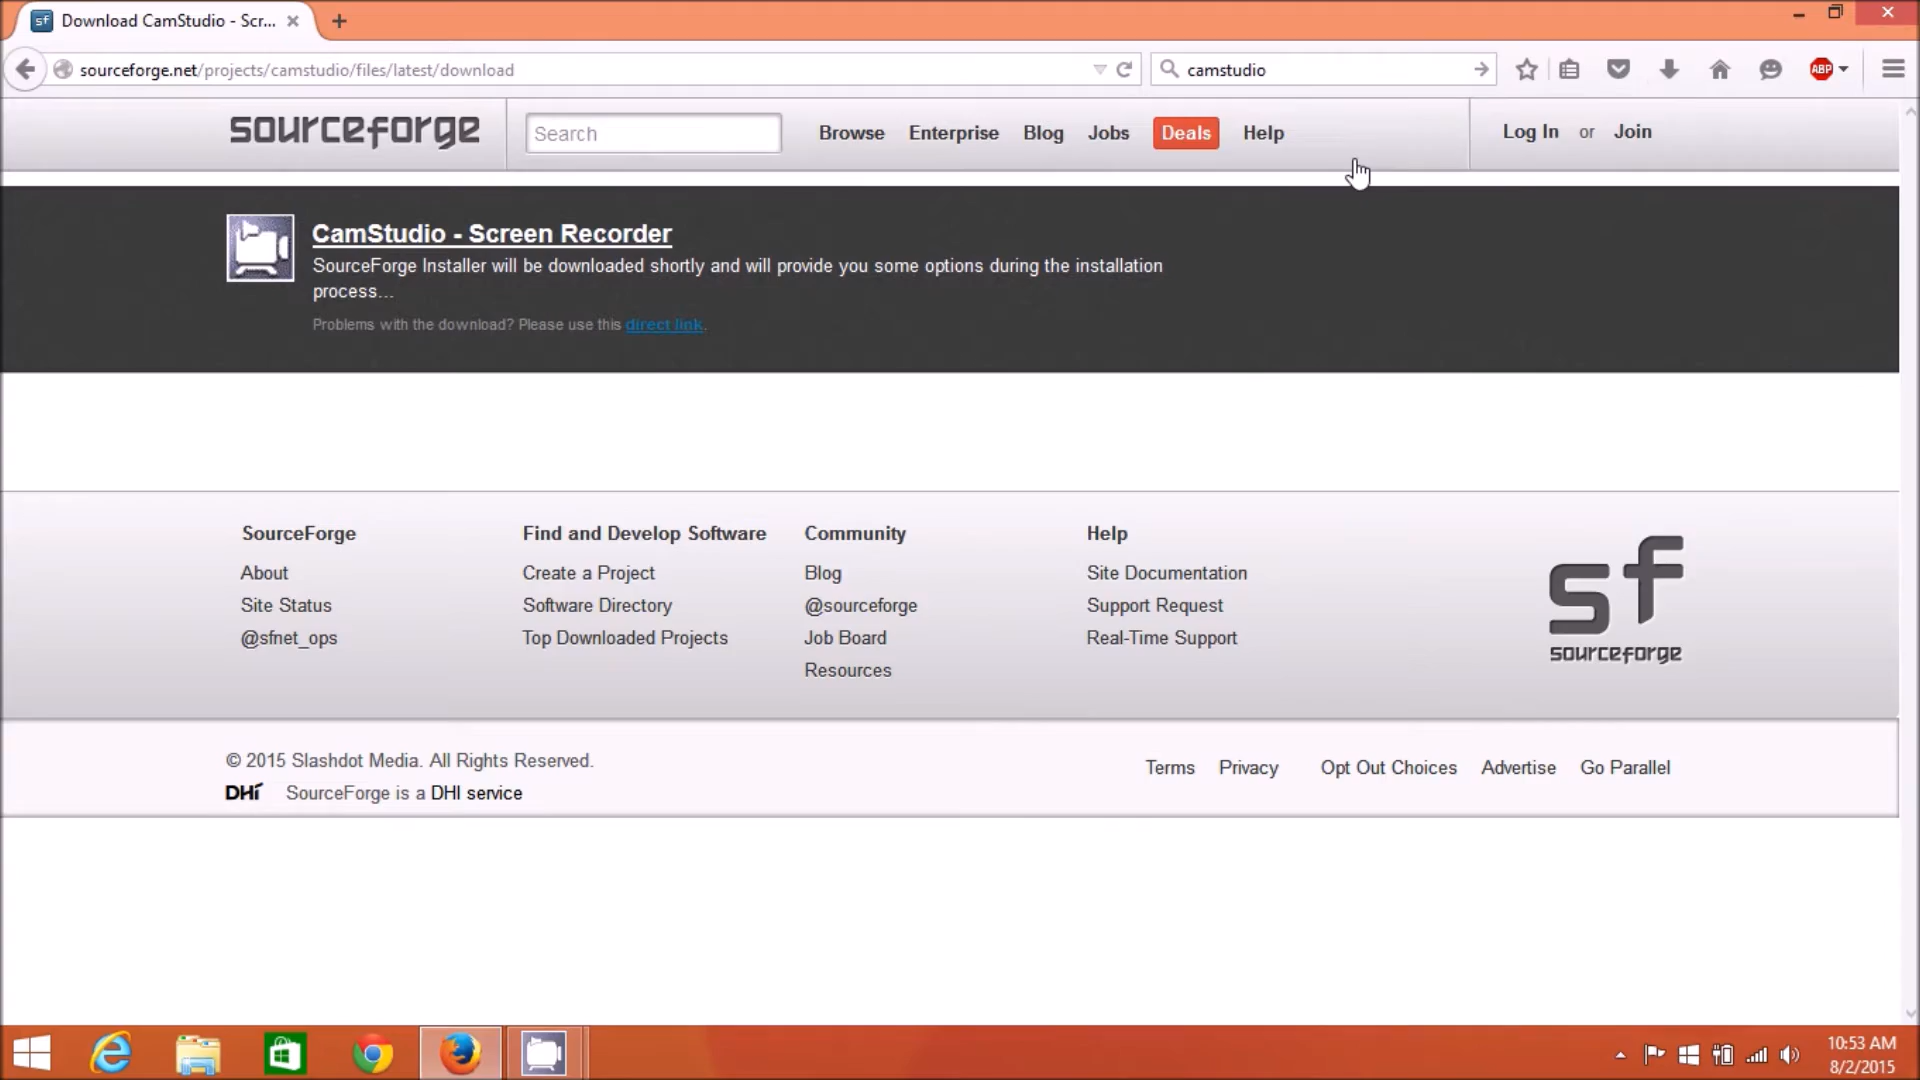 sf Download CamStudio - Scr...
sourceforge.net/projects/camstudio/files/latest/download
camstudio
ABP
sourceforge
Search
Browse Enterprise Blog Jobs Deals Help
Log In or Join
CamStudio - Screen Recorder
SourceForge Installer will be downloaded shortly and will provide you some options during the installation
process...
Problems with the download? Please use this direct link.
SourceForge
About
Site Status
@sfnet_ops
Find and Develop Software
Create a Project
Software Directory
Top Downloaded Projects
Community
Blog
@sourceforge
Job Board
Resources
Help
Site Documentation
Support Request
Real-Time Support
sf
sourceforge
© 2015 Slashdot Media. All Rights Reserved.
DHI SourceForge is a DHI service
Terms Privacy Opt Out Choices Advertise Go Parallel
10:53 AM
8/2/2015